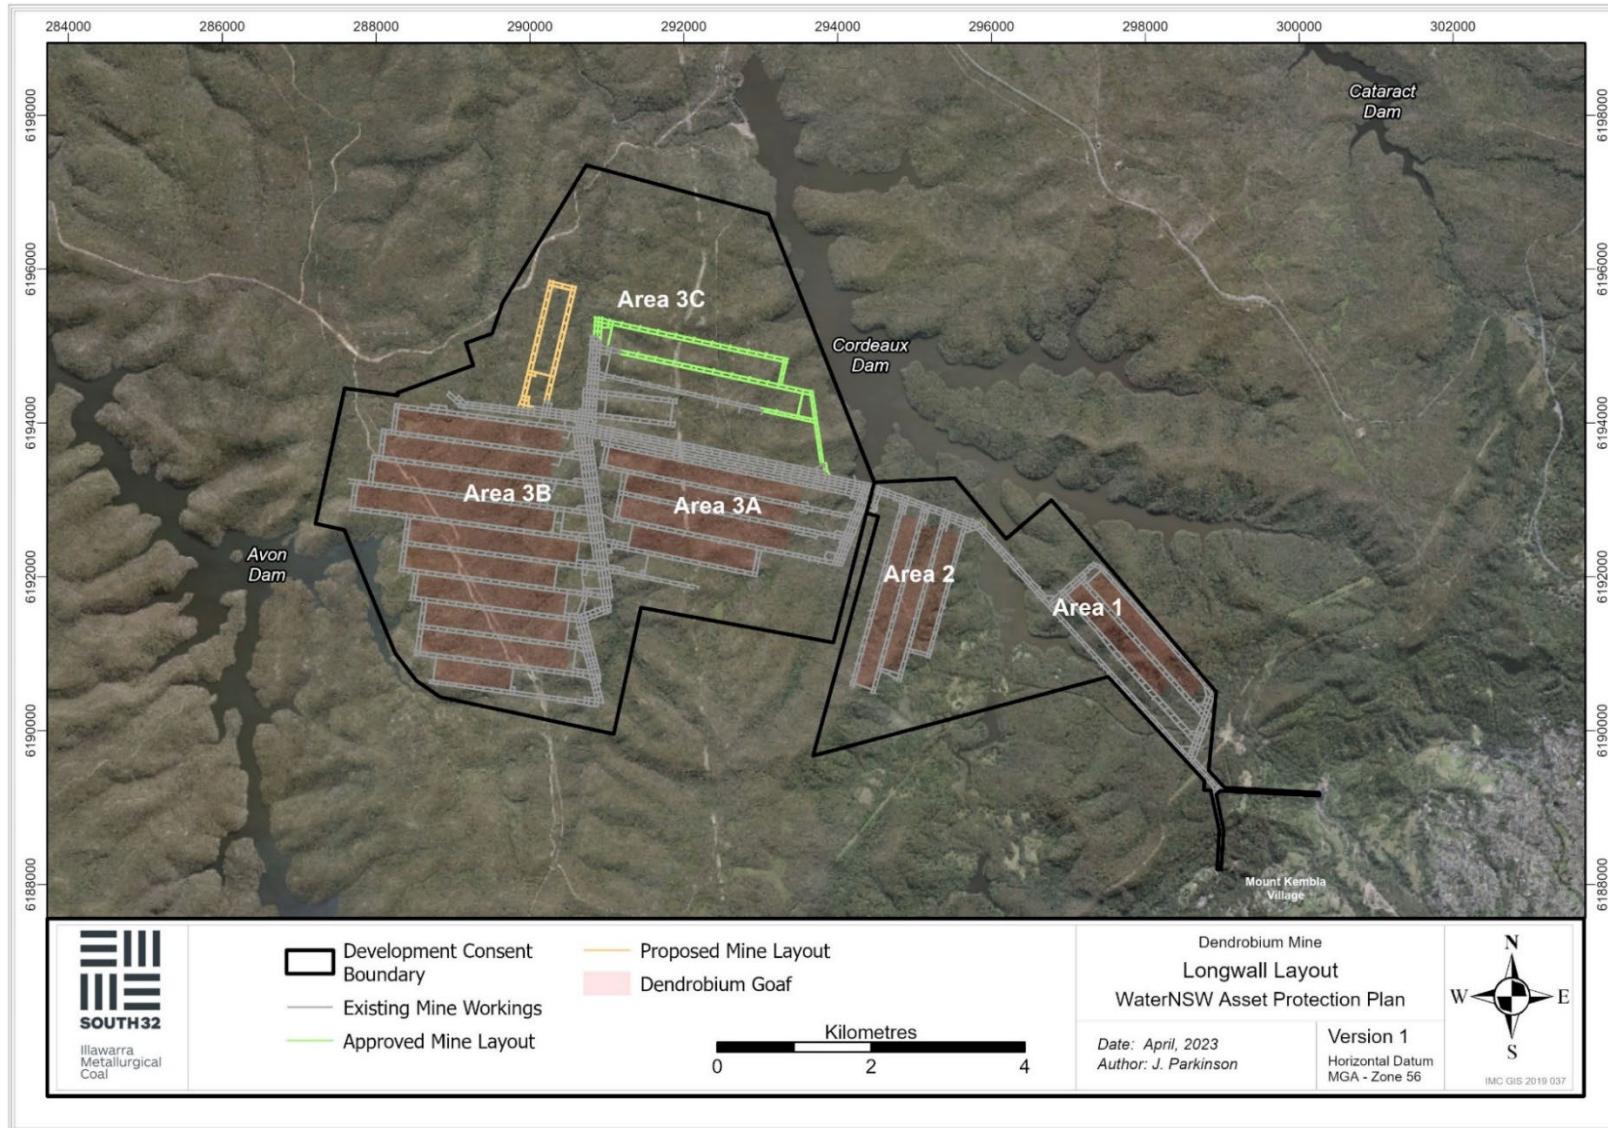 284000 286000 288000 290000 292000 294000 296000 298000 300000 302000
6198000
6198000
6196000
6196000
6194000
6194000
6192000
6192000
6190000
6190000
6188000
6188000
Cataract
Dam
Area 3C
Cordeaux
Dam
Area 3B
Area 3A
Avon
Dam
Area 2
Area 1
Mount Kembla
Village
SOUTH32
Illawarra
Metallurgical
Coal
Development Consent
Boundary
Existing Mine Workings
Approved Mine Layout
Proposed Mine Layout
Dendrobium Goaf
Kilometres
0 2 4
Dendrobium Mine
Longwall Layout
WaterNSW Asset Protection Plan
Date: April, 2023
Author: J. Parkinson
Version 1
Horizontal Datum
MGA - Zone 56
N
W E
S
IMC GIS 2019 037